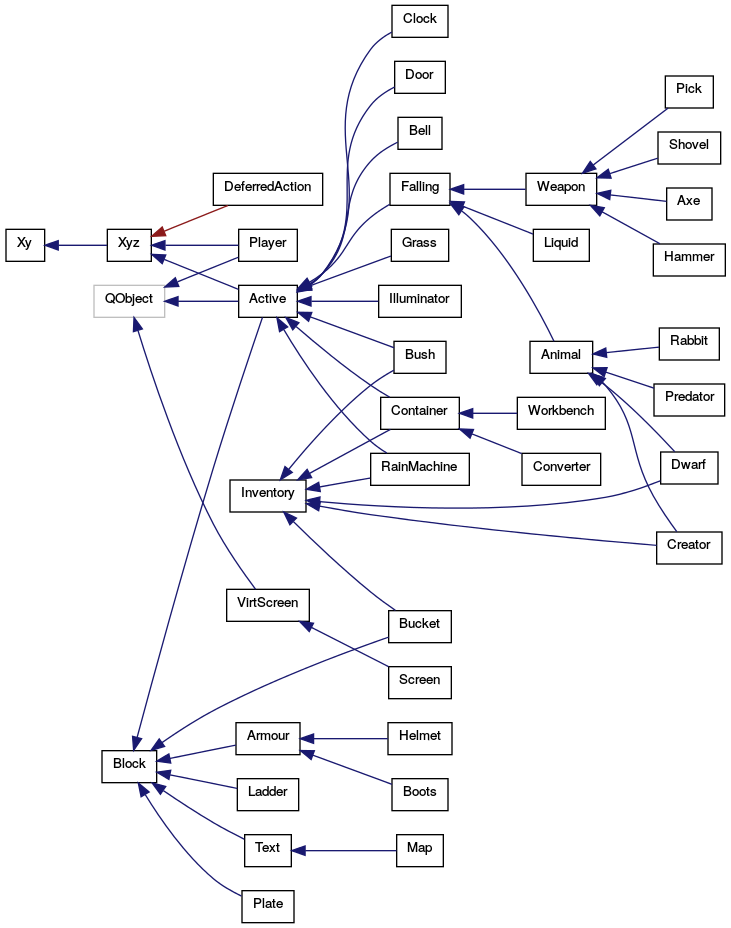 Clock
Door
Pick
Bell
Shovel
DeferredAction
Falling
Weapon
Axe
Xy
Xyz
Player
Grass
Liquid
Hammer
QObject
Active
Illuminator
Bush
Animal
Rabbit
Predator
Container
Workbench
RainMachine
Converter
Dwarf
Inventory
Creator
VirtScreen
Bucket
Screen
Armour
Helmet
Block
Ladder
Boots
Text
Map
Plate